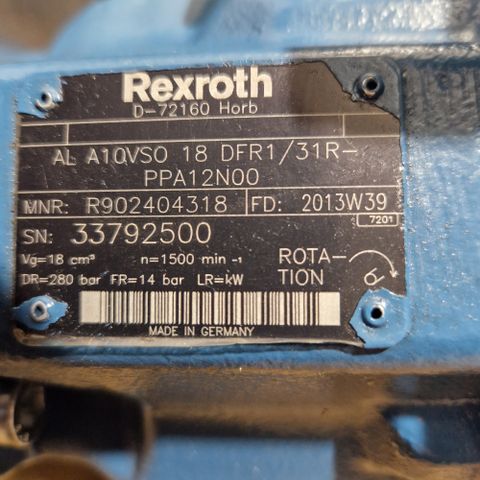 Rexroth
D-72160 Horb
AL A10VSO 18 DFR1/31R-
PPA12N00
MNR: R902404318 FD: 2013W39
7201
SN: 33792500
Vg=18 cm³ n=1500 min -1
ROTA-
TION
DR=280 bar FR=14 bar LR=kW
MADE IN GERMANY